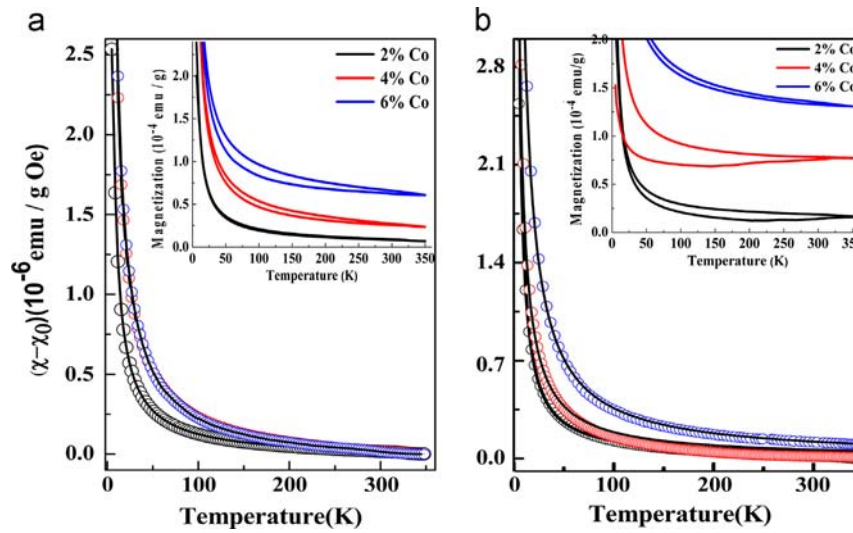 a
2.5
2.0
1.5
1.0
0.5
0.0
0
100
200
300
Temperature(K)
(χ−χ₀)(10⁻⁶ emu / g Oe)
2% Co
4% Co
6% Co
Magnetization (10⁻⁴ emu / g)
2.0
1.5
1.0
0.5
0.0
50 100 150 200 250 300 350
Temperature (K)
b
2.8
2.1
1.4
0.7
0.0
0
100
200
300
Temperature(K)
2% Co
4% Co
6% Co
Magnetization (10⁻⁴ emu/g)
2.0
1.5
1.0
0.5
0.0
0 50 100 150 200 250 300 350
Temperature (K)